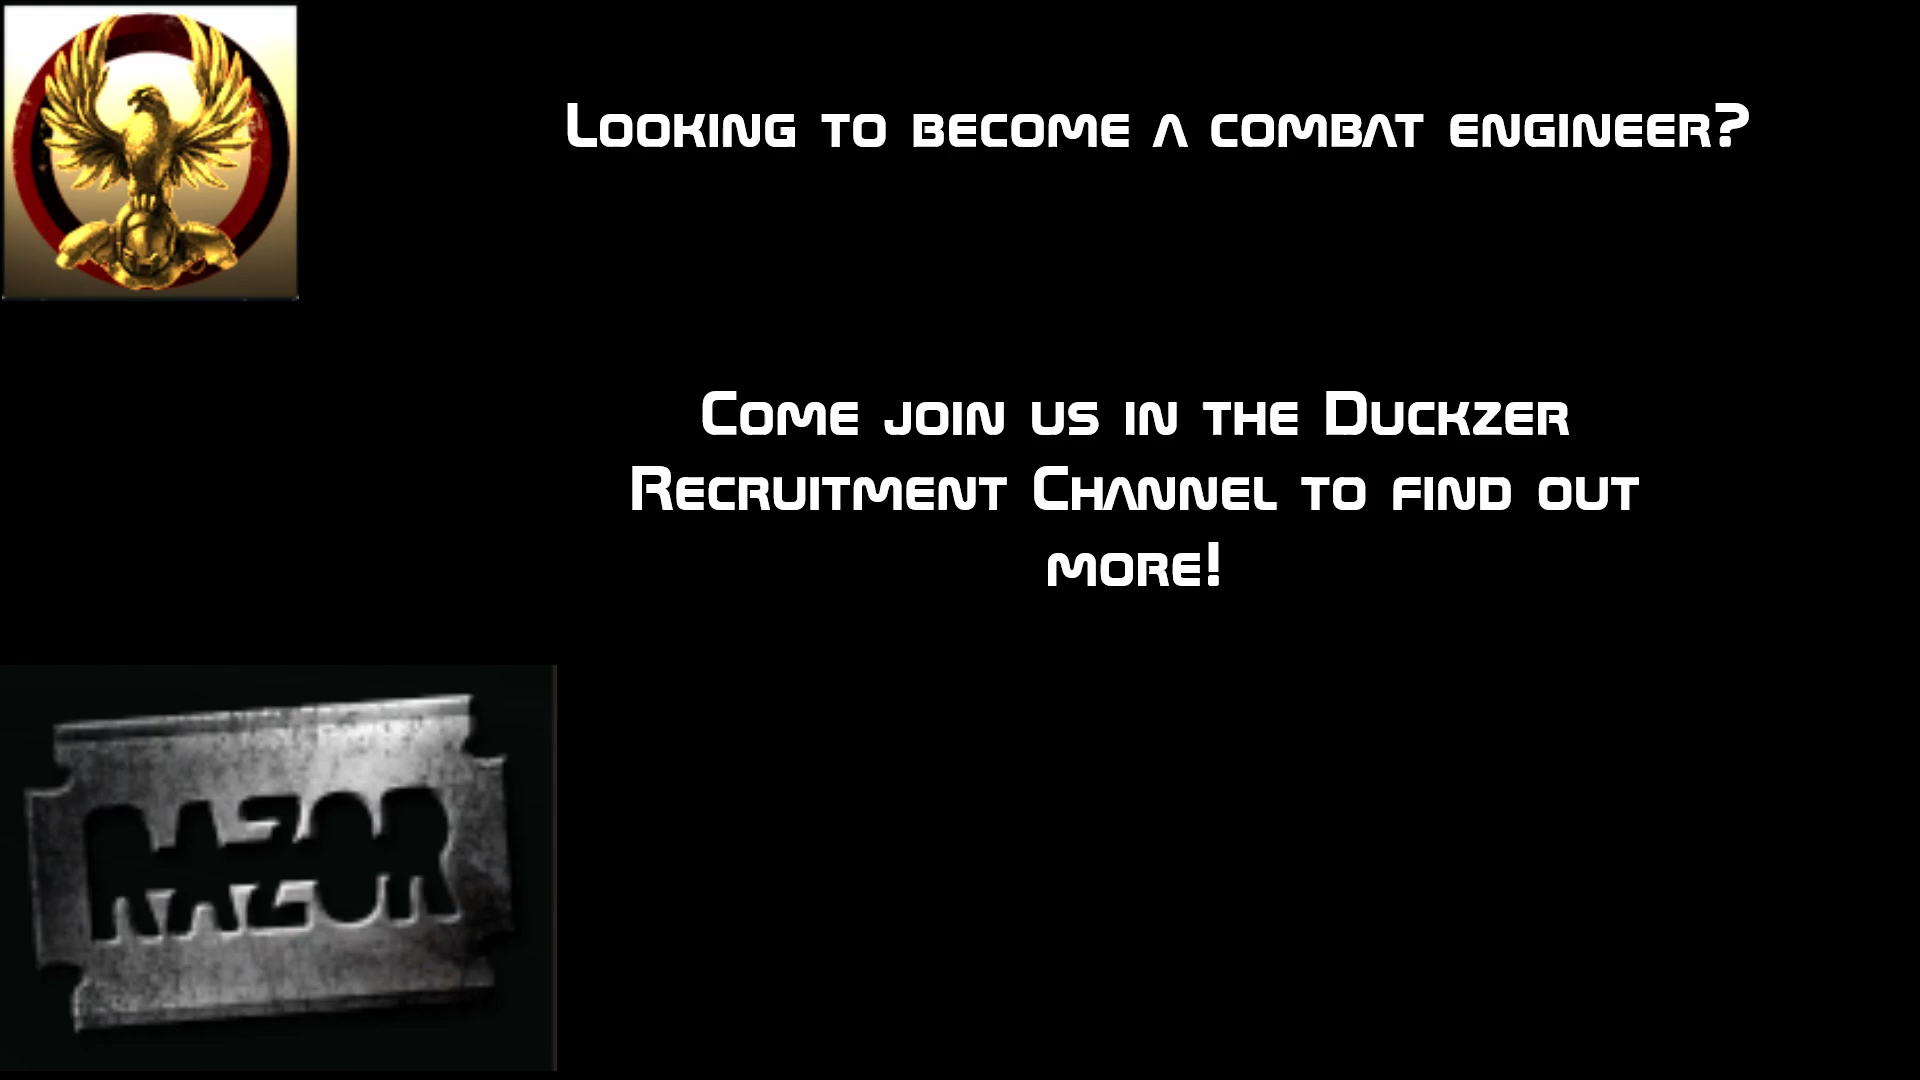 Looking to become a combat engineer?
Come join us in the Duckzer
Recruitment Channel to find out
more!
RAZOR